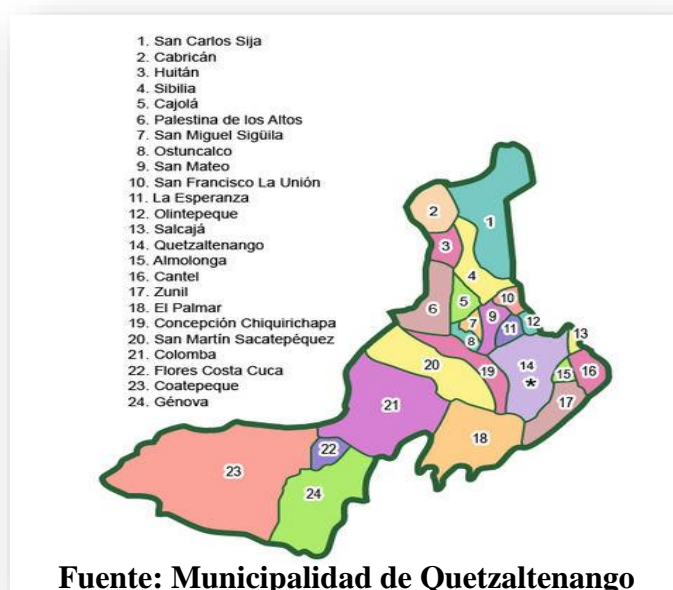 1. San Carlos Sija
2. Cabricán
3. Huitán
4. Sibilia
5. Cajolá
6. Palestina de los Altos
7. San Miguel Sigüila
8. Ostuncalco
9. San Mateo
10. San Francisco La Unión
11. La Esperanza
12. Olintepeque
13. Salcajá
14. Quetzaltenango
15. Almolonga
16. Cantel
17. Zunil
18. El Palmar
19. Concepción Chiquirichapa
20. San Martín Sacatepéquez
21. Colomba
22. Flores Costa Cuca
23. Coatepeque
24. Génova
2
1
3
4
6
5
10
7
9
12
8
11
13
20
19
14
*
15
16
21
17
18
22
23
24
Fuente: Municipalidad de Quetzaltenango